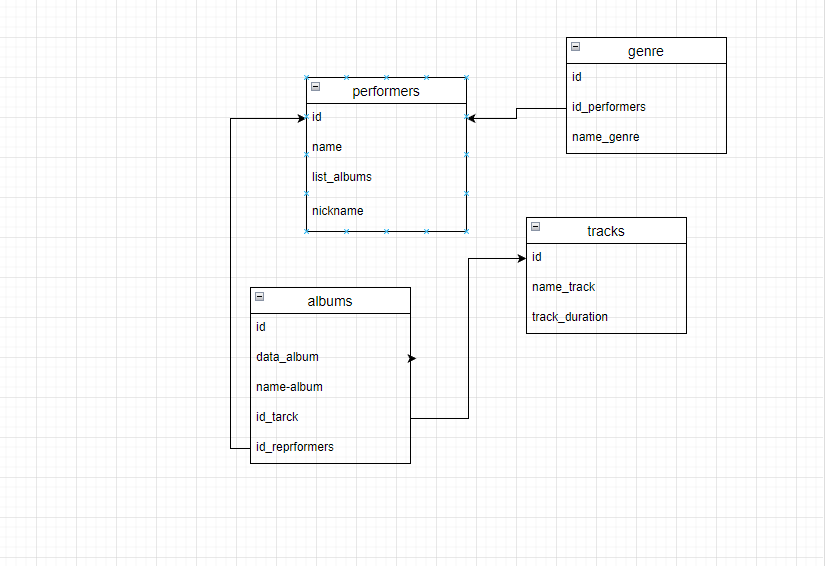 genre
id
id_performers
name_genre
performers
id
name
list_albums
nickname
tracks
id
name_track
track_duration
albums
id
data_album
name-album
id_tarck
id_reprformers